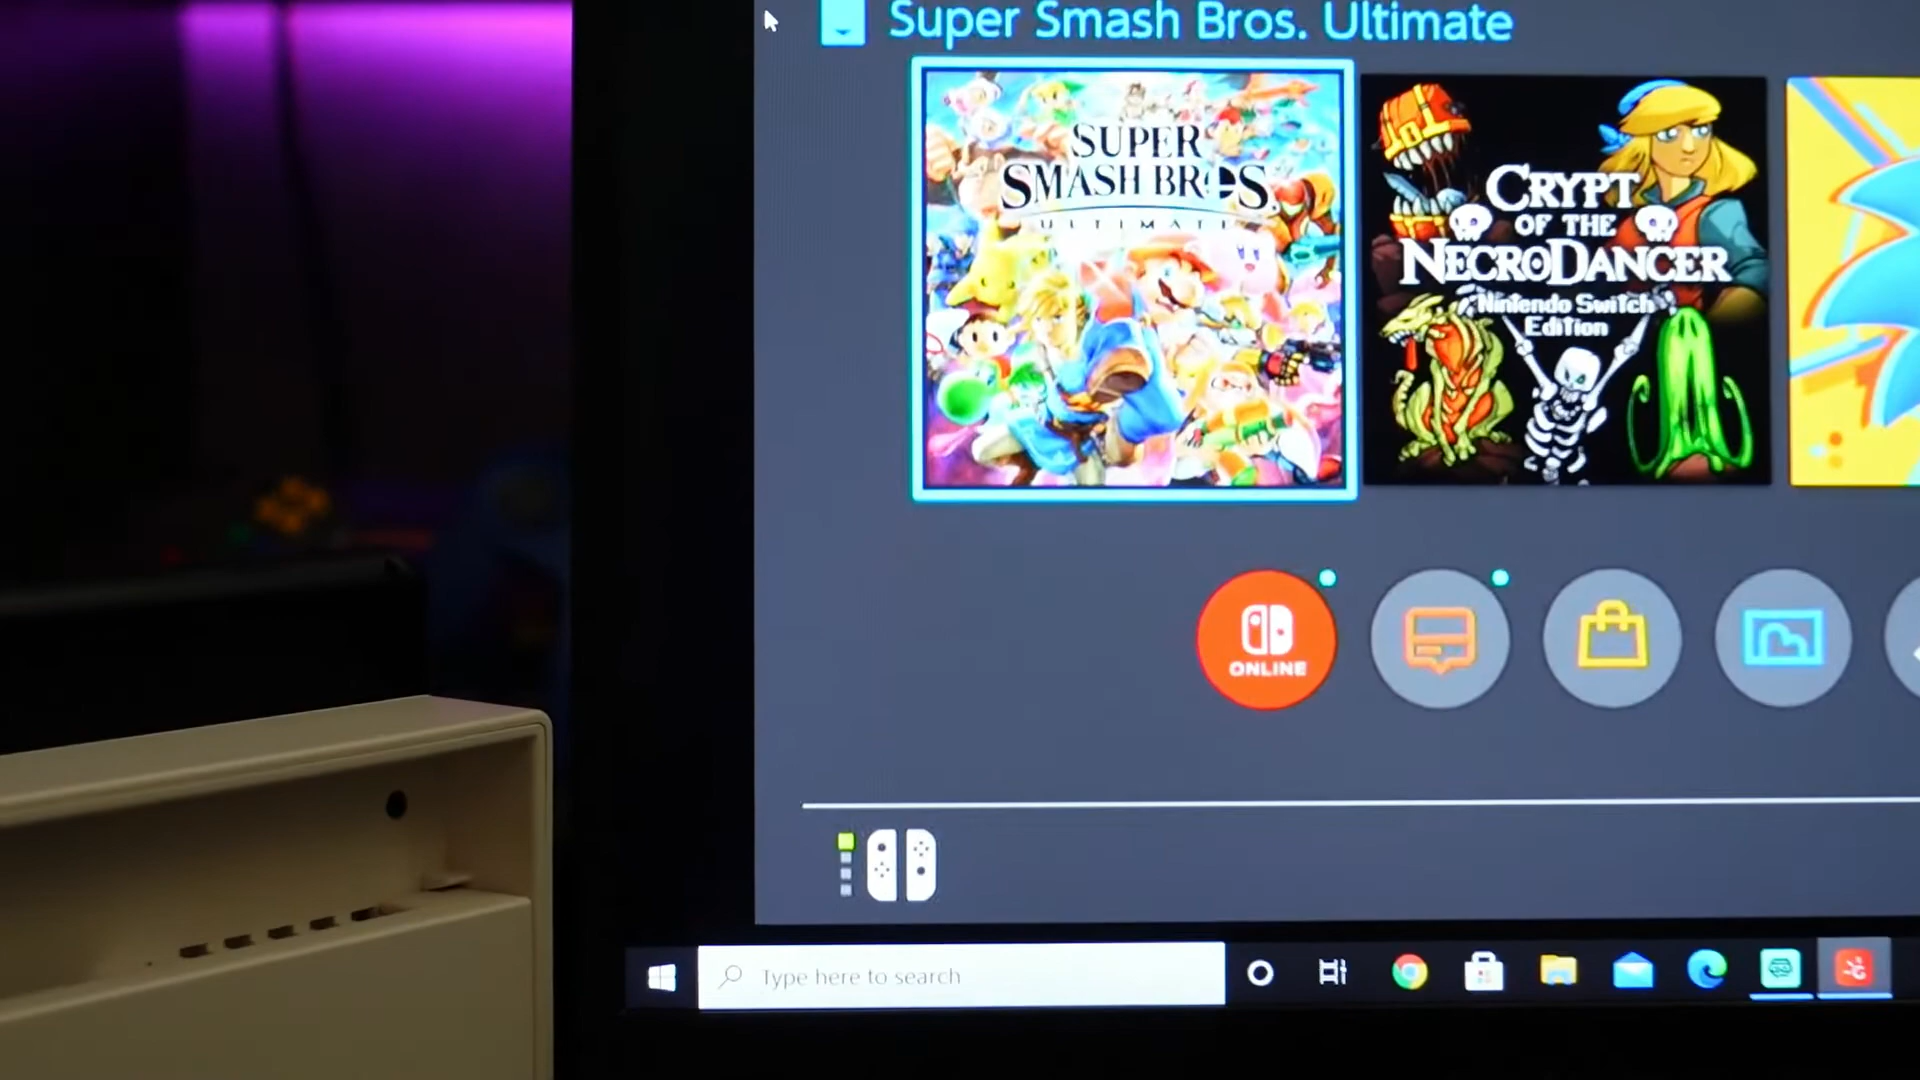 Super Smash Bros. Ultimate
SUPER
SMASH BROS.
ULTIMATE
CRYPT
OF THE
NECRODANCER
Nintendo Switch
Edition
ONLINE
Type here to search